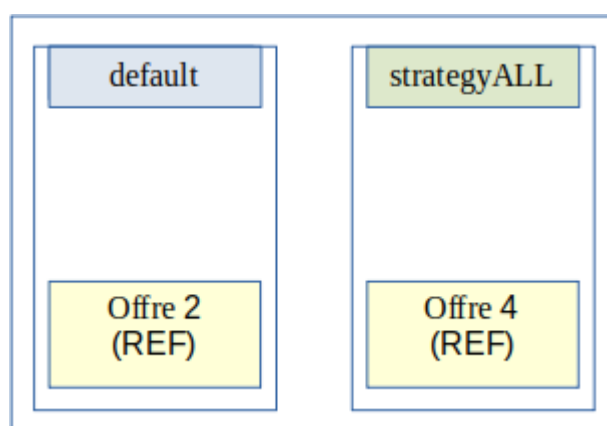 default
strategyALL
Offre 2
(REF)
Offre 4
(REF)